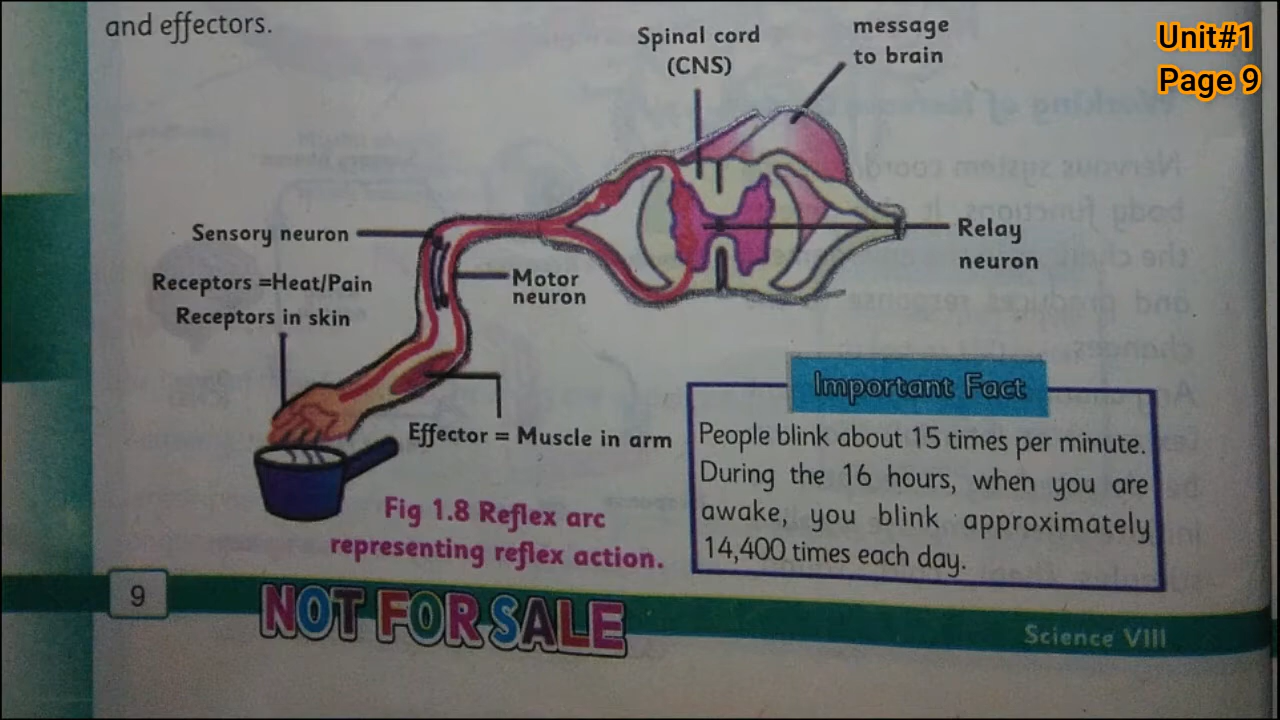 and effectors.
Spinal cord
(CNS)
message
to brain
Unit#1
Page 9
Sensory neuron
Receptors =Heat/Pain
Receptors in skin
Motor
neuron
Relay
neuron
Effector = Muscle in arm
Fig 1.8 Reflex arc
representing reflex action.
Important Fact
People blink about 15 times per minute.
During the 16 hours, when you are
awake, you blink approximately
14,400 times each day.
9
NOT FOR SALE
Science VIII